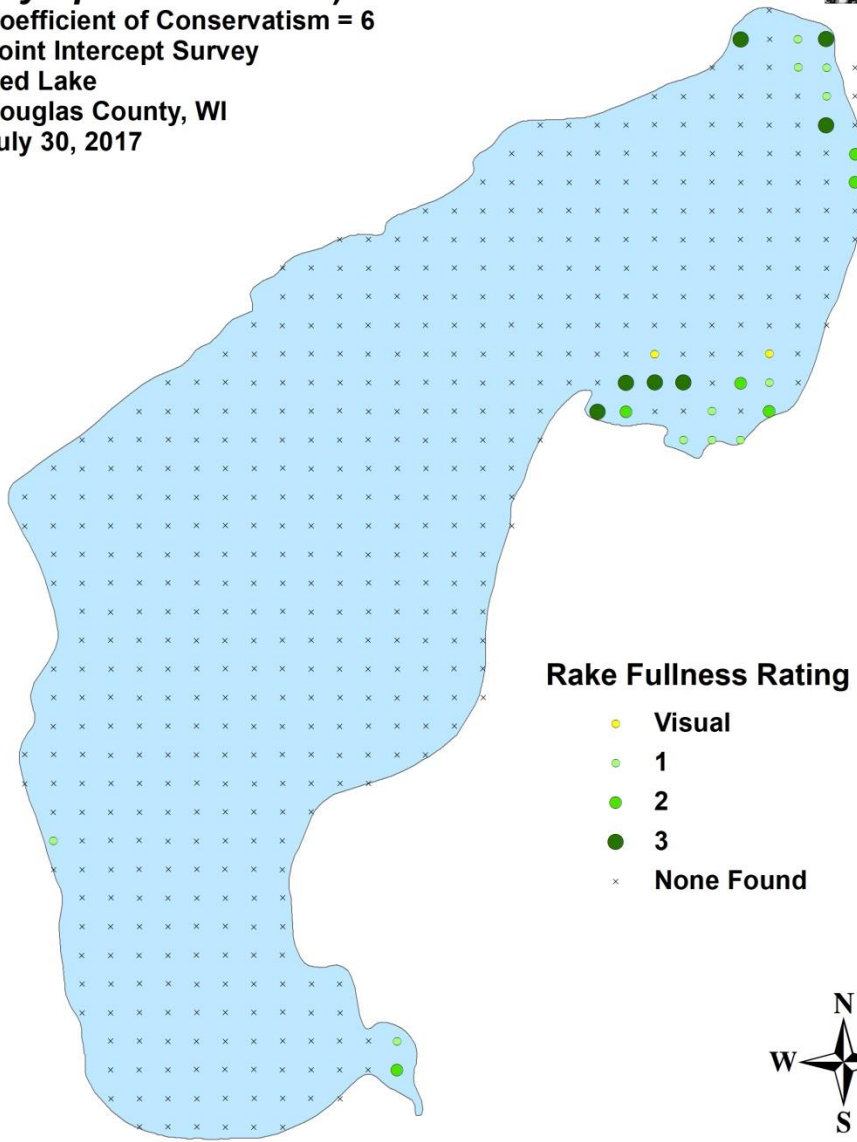 oefficient of Conservatism = 6
oint Intercept Survey
ed Lake
ouglas County, WI
uly 30, 2017
Rake Fullness Rating
Visual
1
2
3
None Found
N
W
S